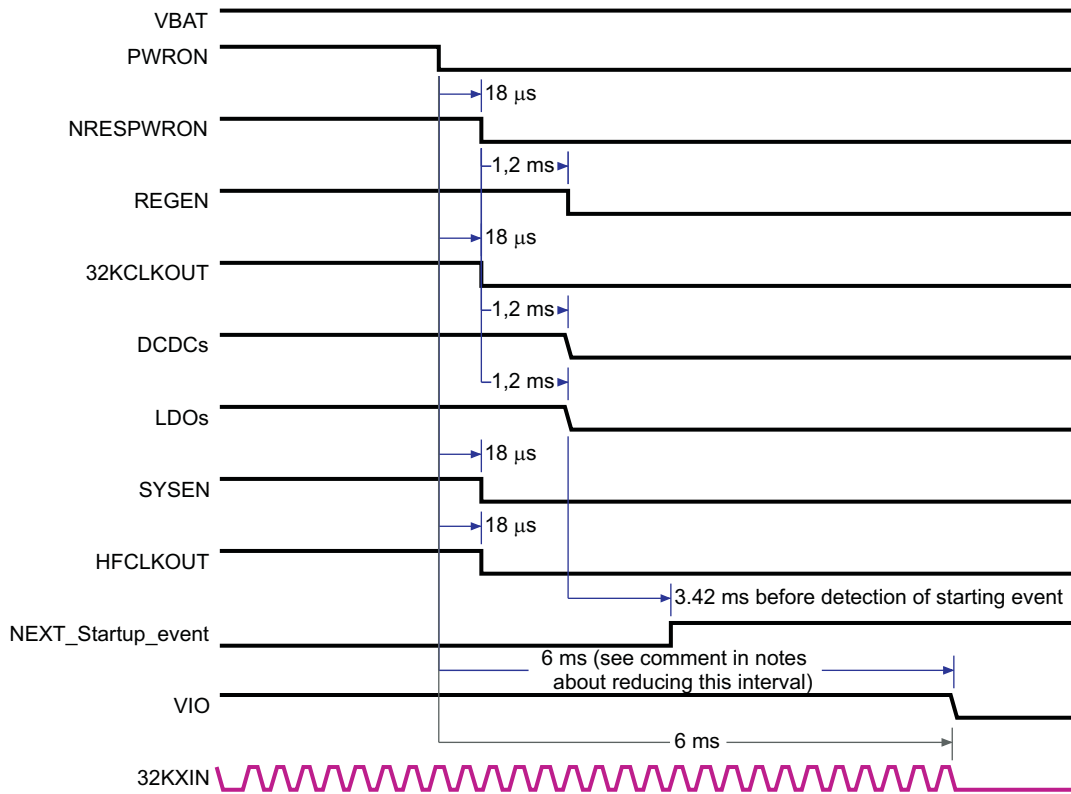 VBAT
PWRON
18 μs
NRESPWRON
1,2 ms
REGEN
18 μs
32KCLKOUT
1,2 ms
DCDCs
1,2 ms
LDOs
18 μs
SYSEN
18 μs
HFCLKOUT
3.42 ms before detection of starting event
NEXT_Startup_event
6 ms (see comment in notes
about reducing this interval)
VIO
6 ms
32KXIN